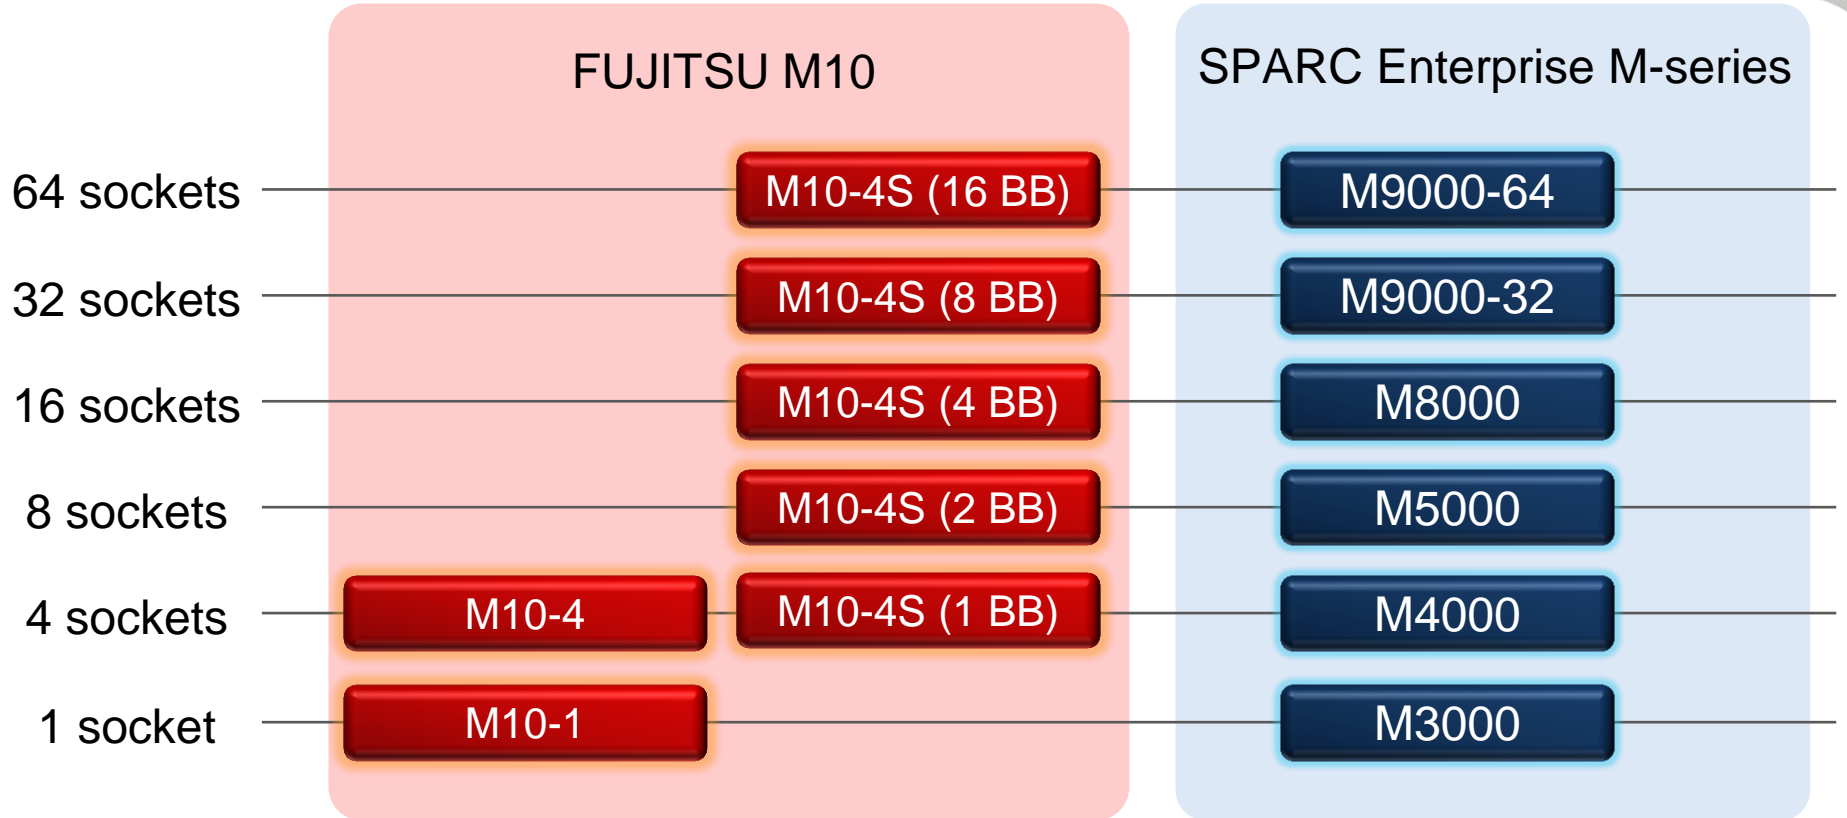 FUJITSU M10
SPARC Enterprise M-series
64 sockets
M10-4S (16 BB)
M9000-64
32 sockets
M10-4S (8 BB)
M9000-32
16 sockets
M10-4S (4 BB)
M8000
8 sockets
M10-4S (2 BB)
M5000
4 sockets
M10-4
M10-4S (1 BB)
M4000
1 socket
M10-1
M3000